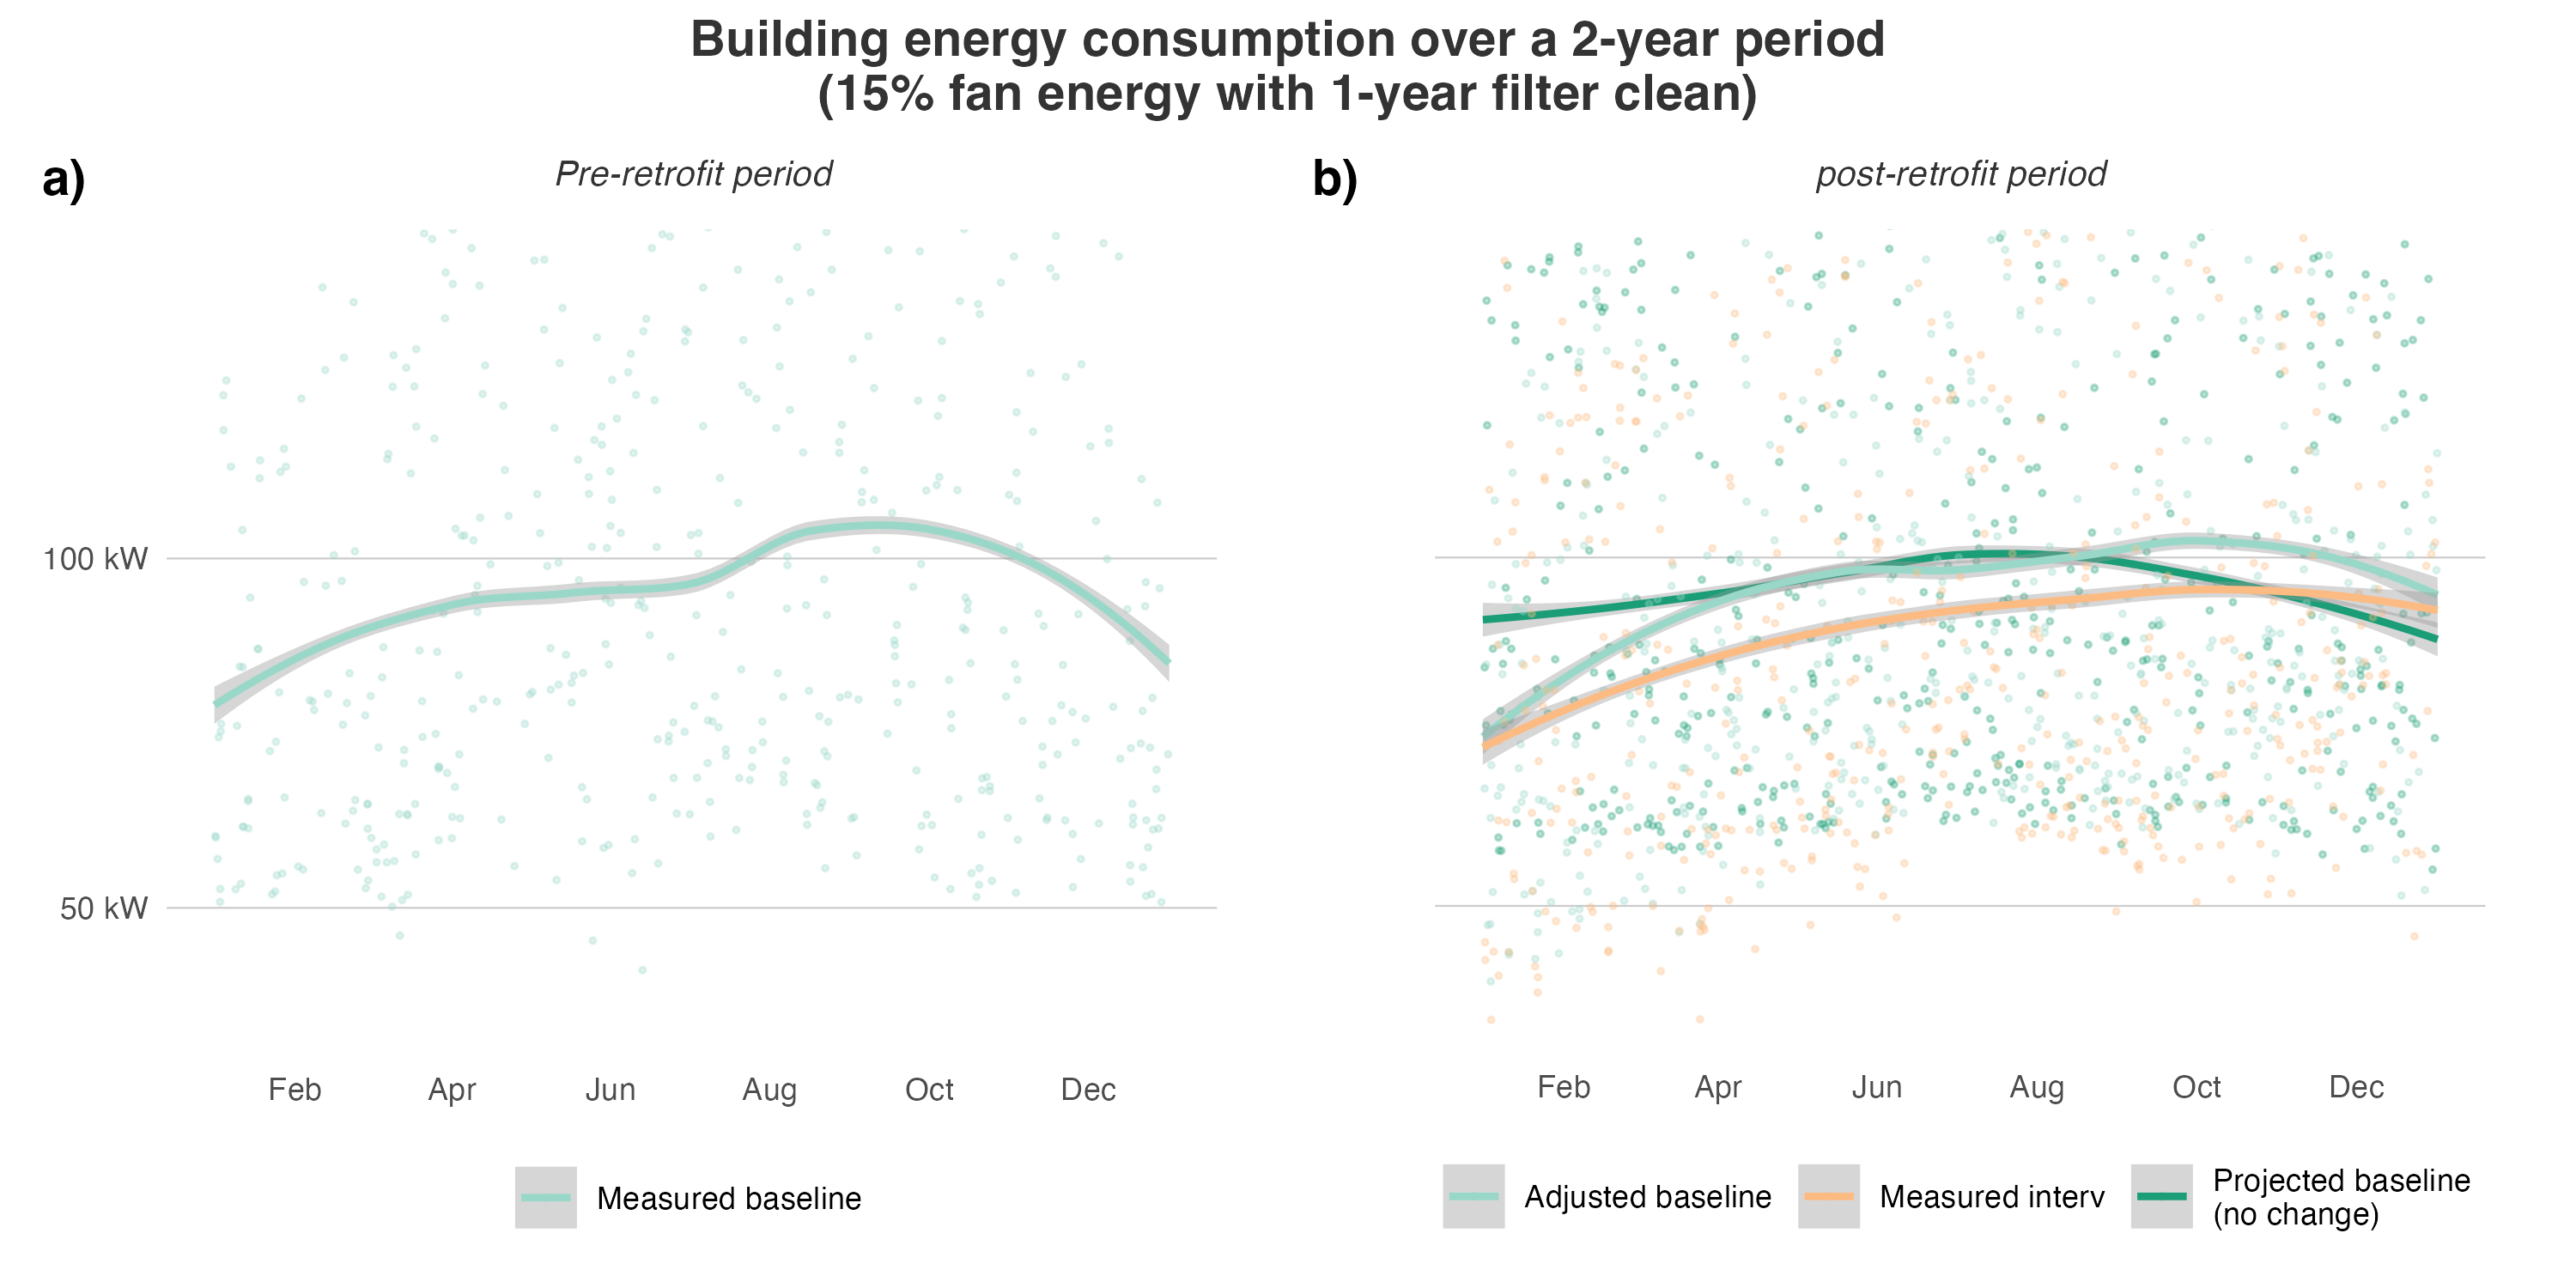 Building energy consumption over a 2-year period
(15% fan energy with 1-year filter clean)
a)
Pre-retrofit period
100 kW
50 kW
Feb Apr Jun Aug Oct Dec
Measured baseline
b)
post-retrofit period
Feb Apr Jun Aug Oct Dec
Adjusted baseline
Measured interv
Projected baseline
(no change)